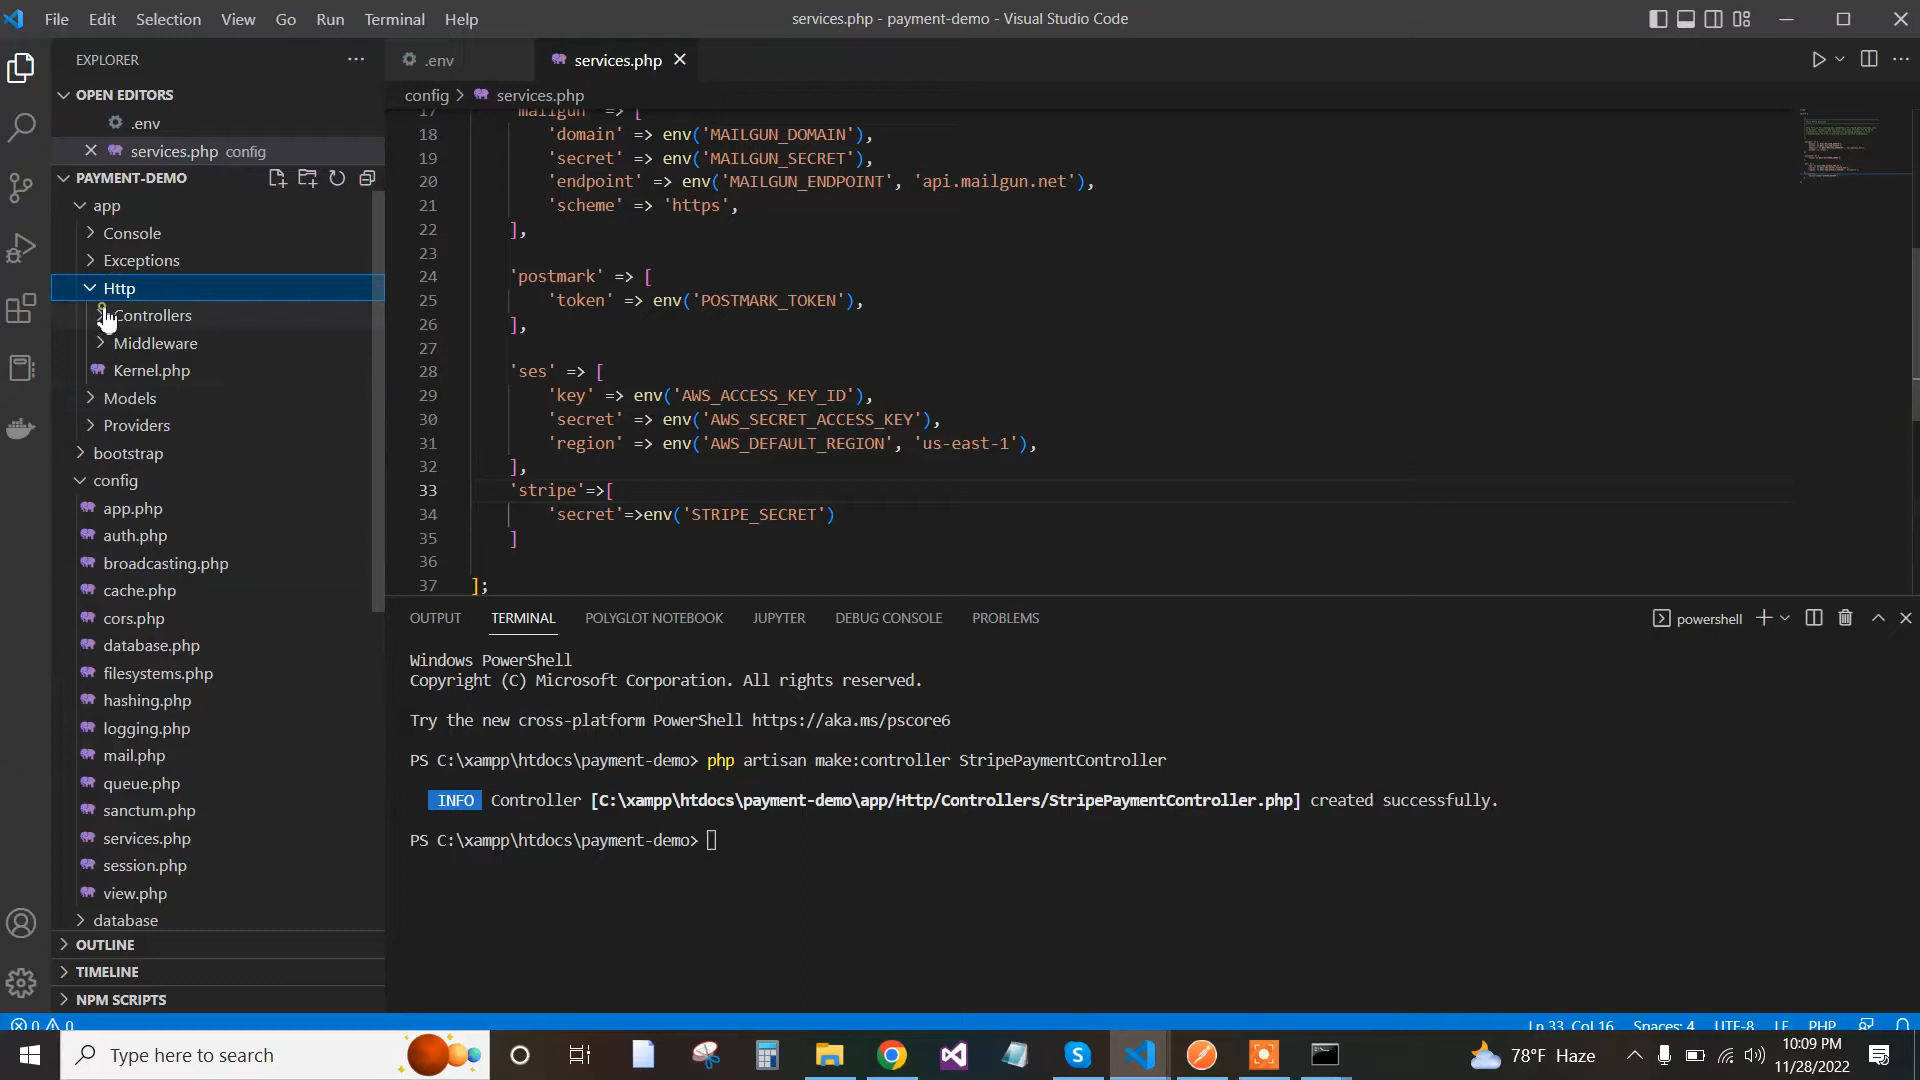 File Edit Selection View Go Run Terminal Help
services.php - payment-demo - Visual Studio Code
EXPLORER
OPEN EDITORS
.env
services.php config
PAYMENT-DEMO
app
Console
Exceptions
Http
Controllers
Middleware
Kernel.php
Models
Providers
bootstrap
config
app.php
auth.php
broadcasting.php
cache.php
cors.php
database.php
filesystems.php
hashing.php
logging.php
mail.php
queue.php
sanctum.php
services.php
session.php
view.php
database
OUTLINE
TIMELINE
NPM SCRIPTS
.env
services.php
config > services.php
17 'mailgun' => [
18 'domain' => env('MAILGUN_DOMAIN'),
19 'secret' => env('MAILGUN_SECRET'),
20 'endpoint' => env('MAILGUN_ENDPOINT', 'api.mailgun.net'),
21 'scheme' => 'https',
22 ],
23
24 'postmark' => [
25 'token' => env('POSTMARK_TOKEN'),
26 ],
27
28 'ses' => [
29 'key' => env('AWS_ACCESS_KEY_ID'),
30 'secret' => env('AWS_SECRET_ACCESS_KEY'),
31 'region' => env('AWS_DEFAULT_REGION', 'us-east-1'),
32 ],
33 'stripe'=>[
34 'secret'=>env('STRIPE_SECRET')
35 ]
36
37 ];
OUTPUT TERMINAL POLYGLOT NOTEBOOK JUPYTER DEBUG CONSOLE PROBLEMS
powershell
Windows PowerShell
Copyright (C) Microsoft Corporation. All rights reserved.
Try the new cross-platform PowerShell https://aka.ms/pscore6
PS C:\xampp\htdocs\payment-demo> php artisan make:controller StripePaymentController
INFO Controller [C:\xampp\htdocs\payment-demo\app/Http/Controllers/StripePaymentController.php] created successfully.
PS C:\xampp\htdocs\payment-demo>
0 0
Ln 33, Col 16 Spaces: 4 UTF-8 LF PHP
Type here to search
78°F Haze
10:09 PM
11/28/2022